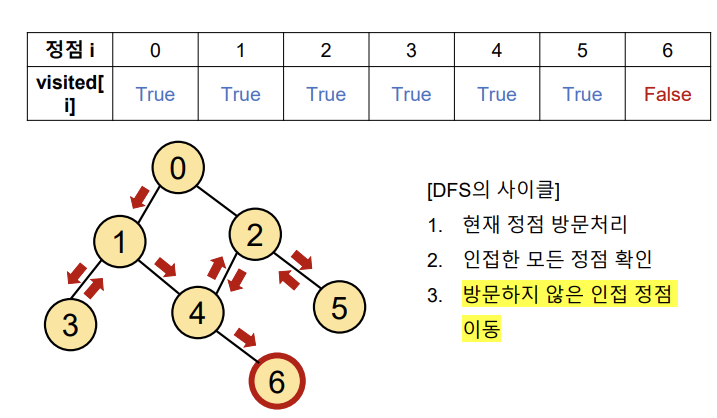 정점 i 0 1 2 3 4 5 6
visited[
i] True True True True True True False
0
1
2
3
4
5
6
[DFS의 사이클]
1. 현재 정점 방문처리
2. 인접한 모든 정점 확인
3. 방문하지 않은 인접 정점
이동